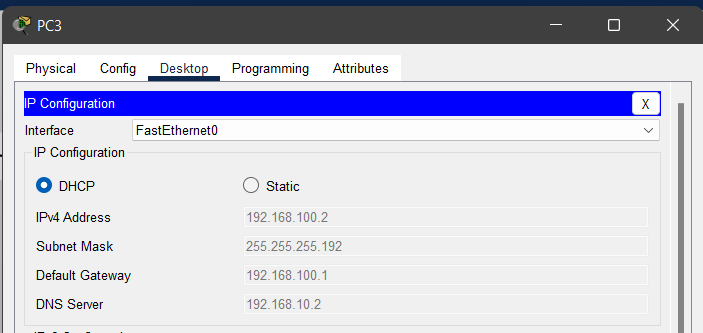 PC3
Physical Config Desktop Programming Attributes
IP Configuration X
Interface FastEthernet0
IP Configuration
DHCP Static
IPv4 Address 192.168.100.2
Subnet Mask 255.255.255.192
Default Gateway 192.168.100.1
DNS Server 192.168.10.2